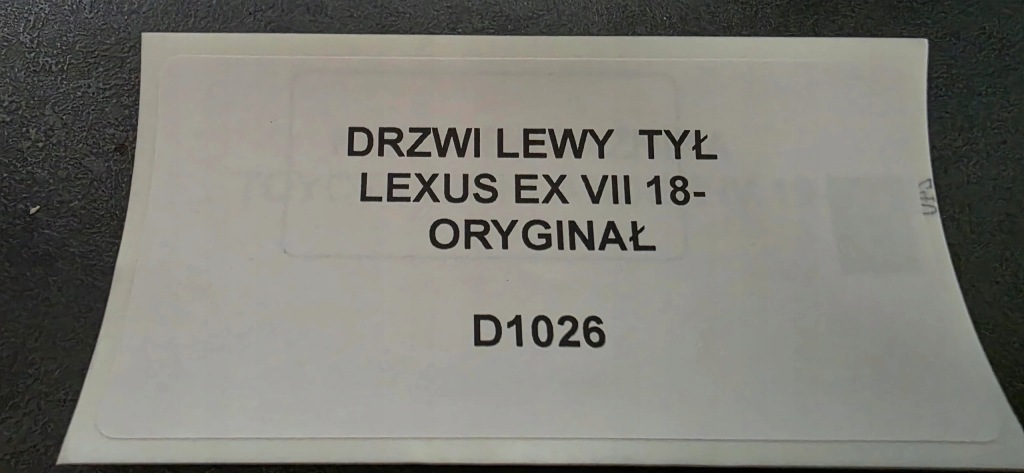 DRZWI LEWY TYŁ
LEXUS EX VII 18-
ORYGINAŁ
D1026